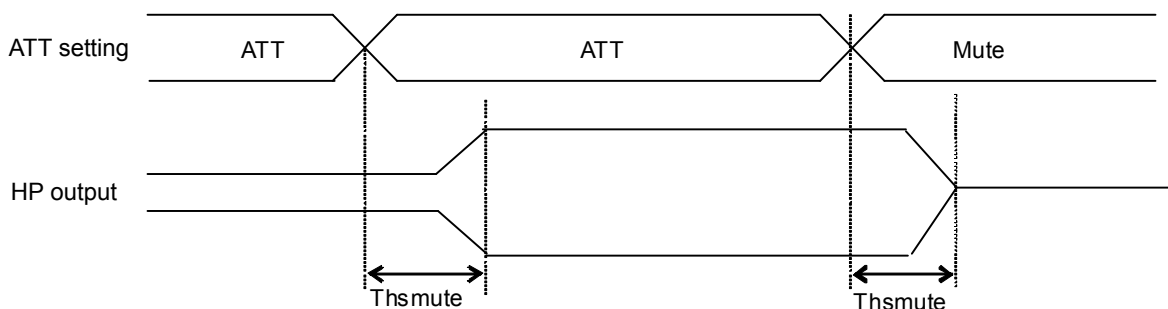 ATT setting
ATT
ATT
Mute
HP output
Thsmute
Thsmute